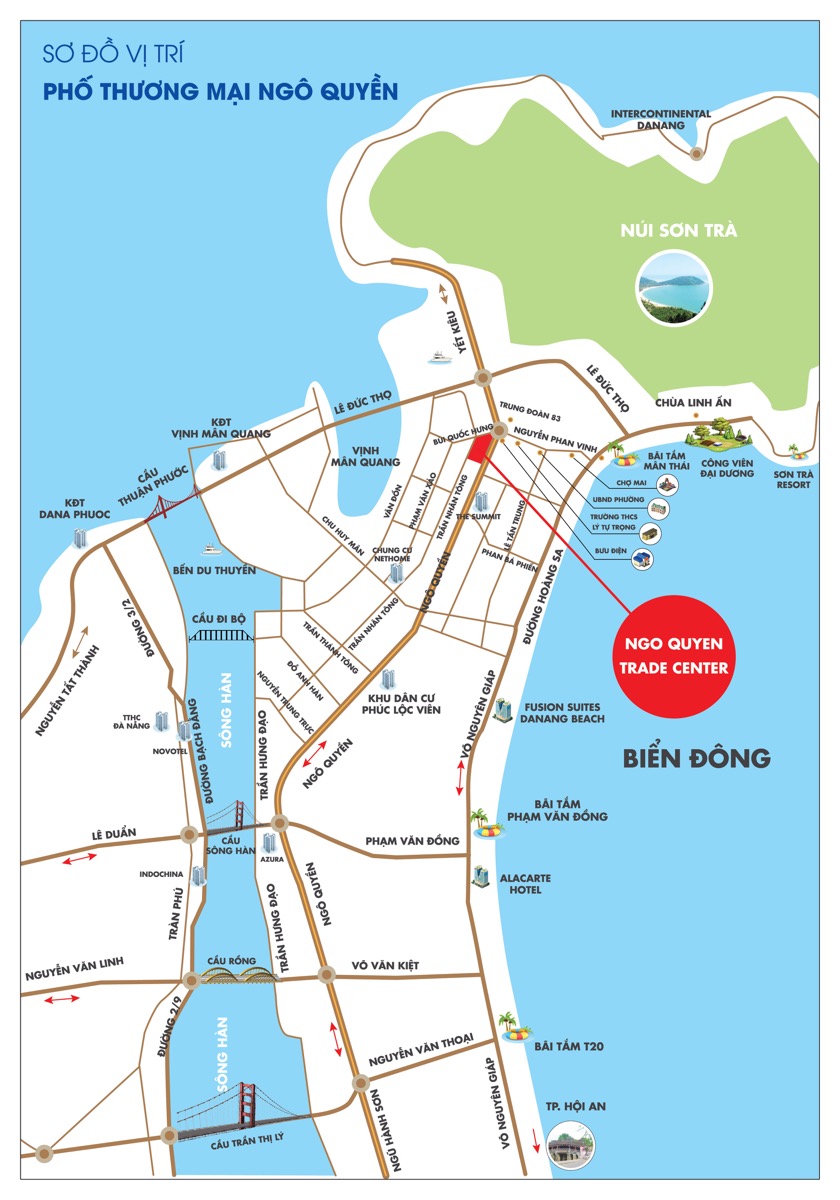 SƠ ĐỒ VỊ TRÍ
PHỐ THƯƠNG MẠI NGÔ QUYỀN
INTERCONTINENTAL
DANANG
NÚI SƠN TRÀ
YẾT KIÊU
LÊ ĐỨC THỌ
LÊ ĐỨC THỌ
CHÙA LINH ẤN
TRUNG ĐOÀN 83
BÙI QUỐC HƯNG
NGUYỄN PHAN VINH
KĐT
VỊNH MÂN QUANG
VỊNH
MÂN QUANG
BÃI TẮM
MÂN THÁI
CÔNG VIÊN
ĐẠI DƯƠNG
SƠN TRÀ
RESORT
CẦU
THUẬN PHƯỚC
KĐT
DANA PHUOC
CHỢ MAI
UBND PHƯỜNG
TRƯỜNG THCS
LÝ TỰ TRỌNG
BƯU ĐIỆN
VÂN ĐỒN
PHẠM VĂN XẢO
TRẦN NHÂN TÔNG
THE SUMMIT
LÊ TẤN TRUNG
PHAN BÁ PHIẾN
CHU HUY MÂN
CHUNG CƯ
NETHOME
BẾN DU THUYỀN
NGÔ QUYỀN
ĐƯỜNG HOÀNG SA
CẦU ĐI BỘ
ĐƯỜNG 3/2
TRẦN THÁNH TÔNG
TRẦN NHÂN TÔNG
NGO QUYEN
TRADE CENTER
NGUYỄN TẤT THÀNH
SÔNG HÀN
ĐỖ ANH HÀN
NGUYỄN TRUNG TRỰC
KHU DÂN CƯ
PHÚC LỘC VIÊN
VÕ NGUYÊN GIÁP
FUSION SUITES
DANANG BEACH
TTHC
ĐÀ NẴNG
NOVOTEL
ĐƯỜNG BẠCH ĐẰNG
TRẦN HƯNG ĐẠO
NGÔ QUYỀN
BIỂN ĐÔNG
BÃI TẮM
PHẠM VĂN ĐỒNG
LÊ DUẨN
CẦU
SÔNG HÀN
AZURA
PHẠM VĂN ĐỒNG
INDOCHINA
ALACARTE
HOTEL
TRẦN PHÚ
TRẦN HƯNG ĐẠO
NGÔ QUYỀN
NGUYỄN VĂN LINH
CẦU RỒNG
VÕ VĂN KIỆT
ĐƯỜNG 2/9
SÔNG HÀN
NGUYỄN VĂN THOẠI
BÃI TẮM T20
VÕ NGUYÊN GIÁP
TP. HỘI AN
CẦU TRẦN THỊ LÝ
NGŨ HÀNH SƠN